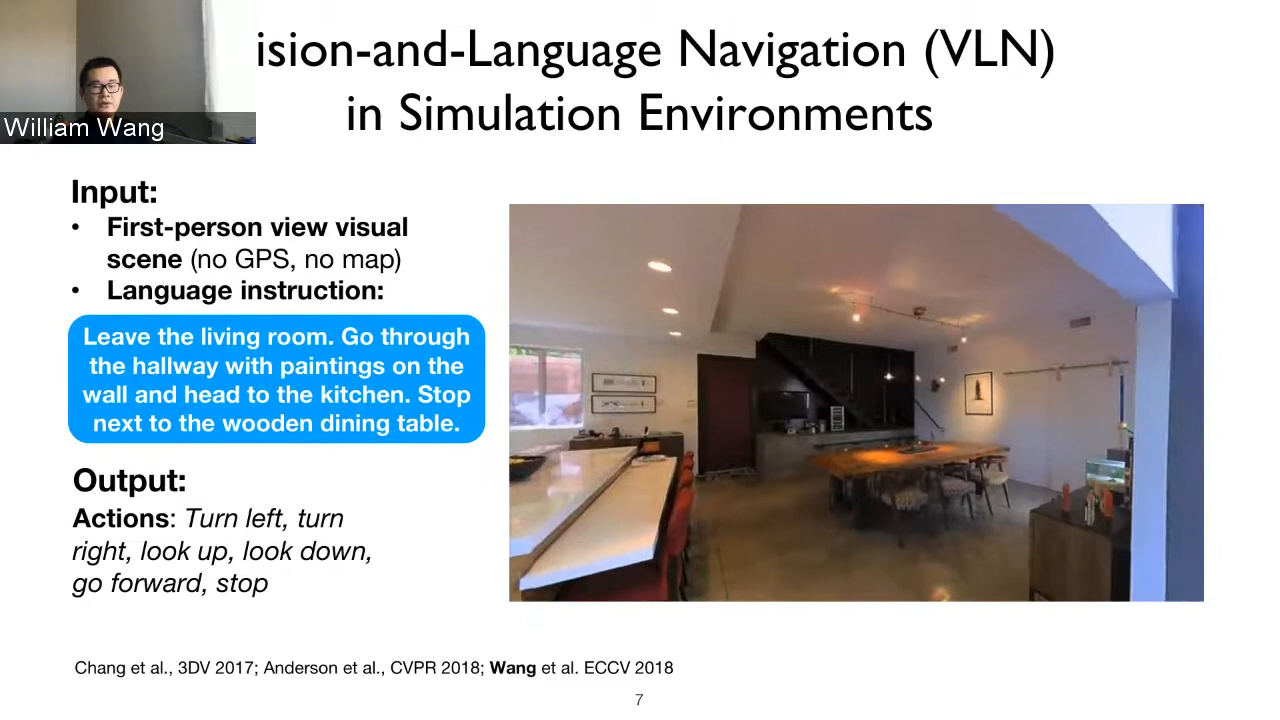 ision-and-Language Navigation (VLN)
in Simulation Environments
William Wang
Input:
• First-person view visual
scene (no GPS, no map)
• Language instruction:
Leave the living room. Go through
the hallway with paintings on the
wall and head to the kitchen. Stop
next to the wooden dining table.
Output:
Actions: Turn left, turn
right, look up, look down,
go forward, stop
Chang et al., 3DV 2017; Anderson et al., CVPR 2018; Wang et al. ECCV 2018
7